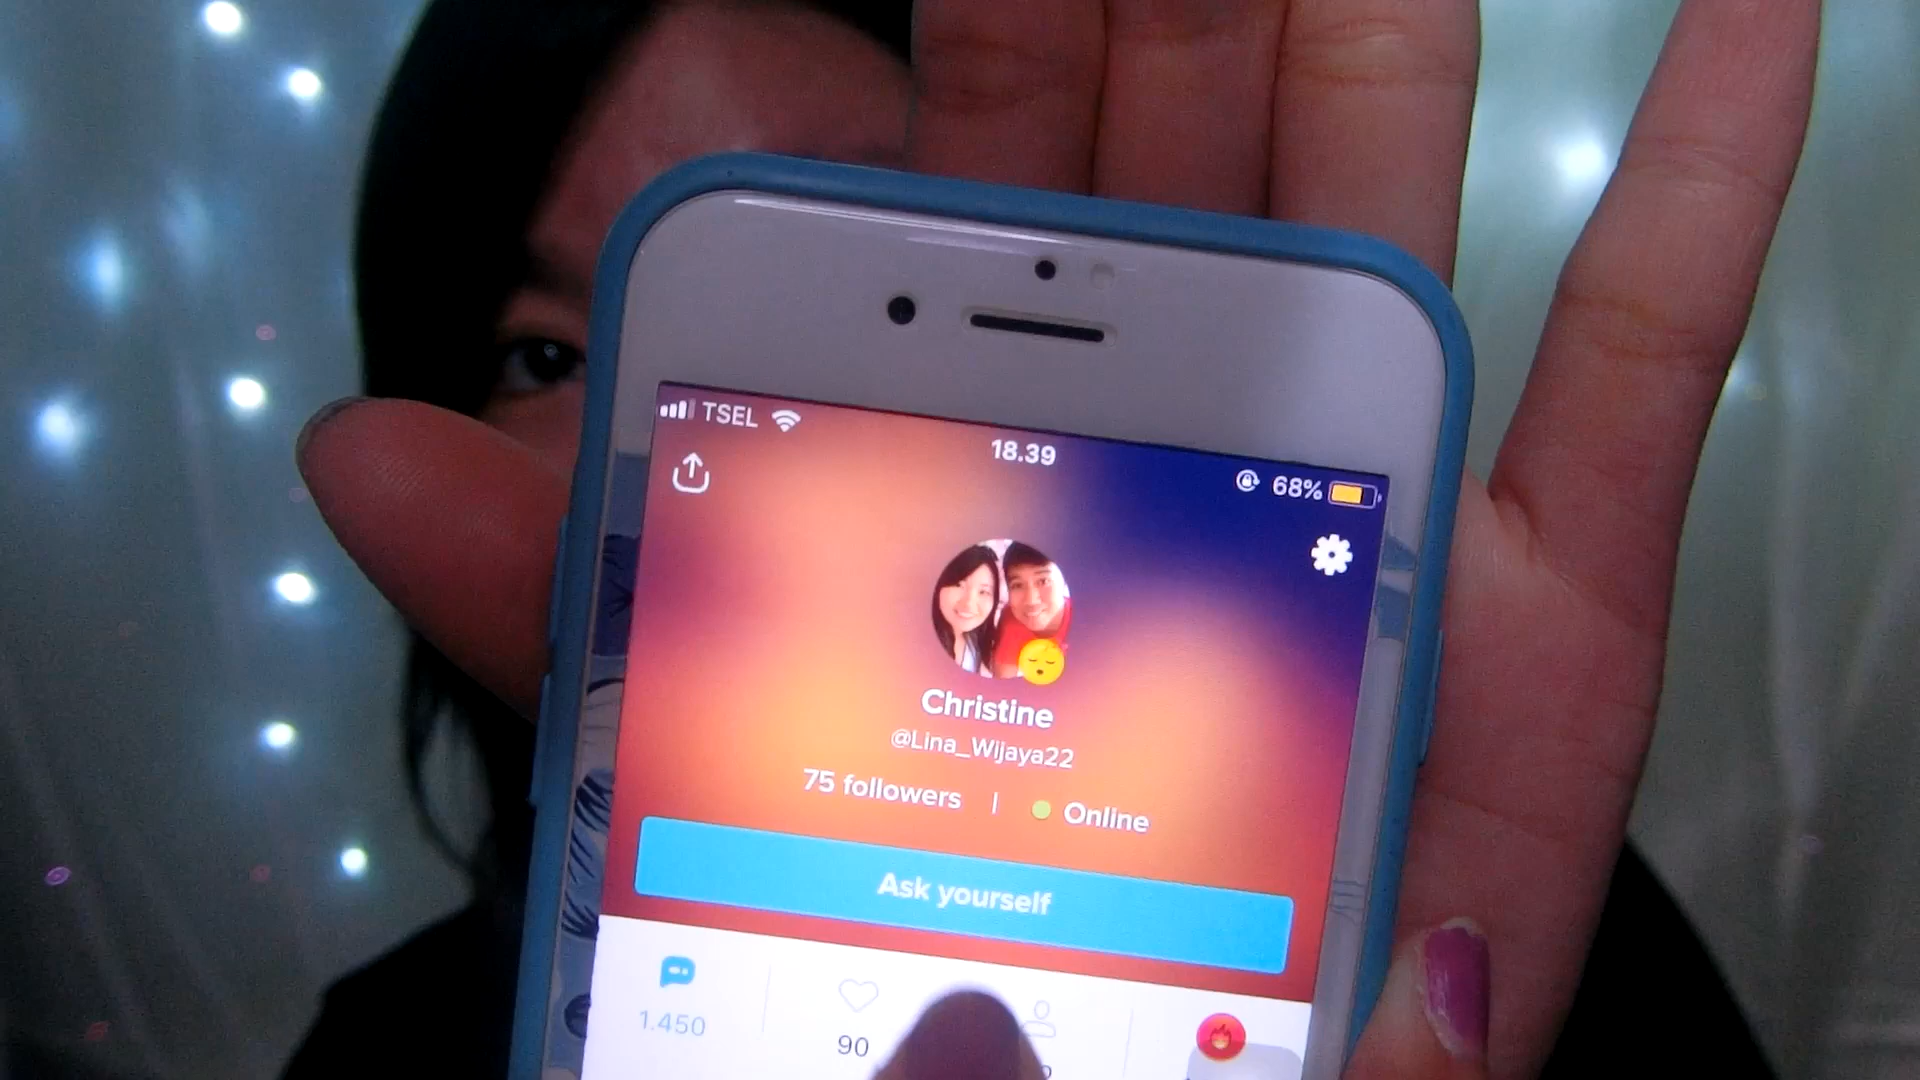 TSEL
18.39
68%
Christine
@Lina_Wijaya22
75 followers | Online
Ask yourself
1.450
90